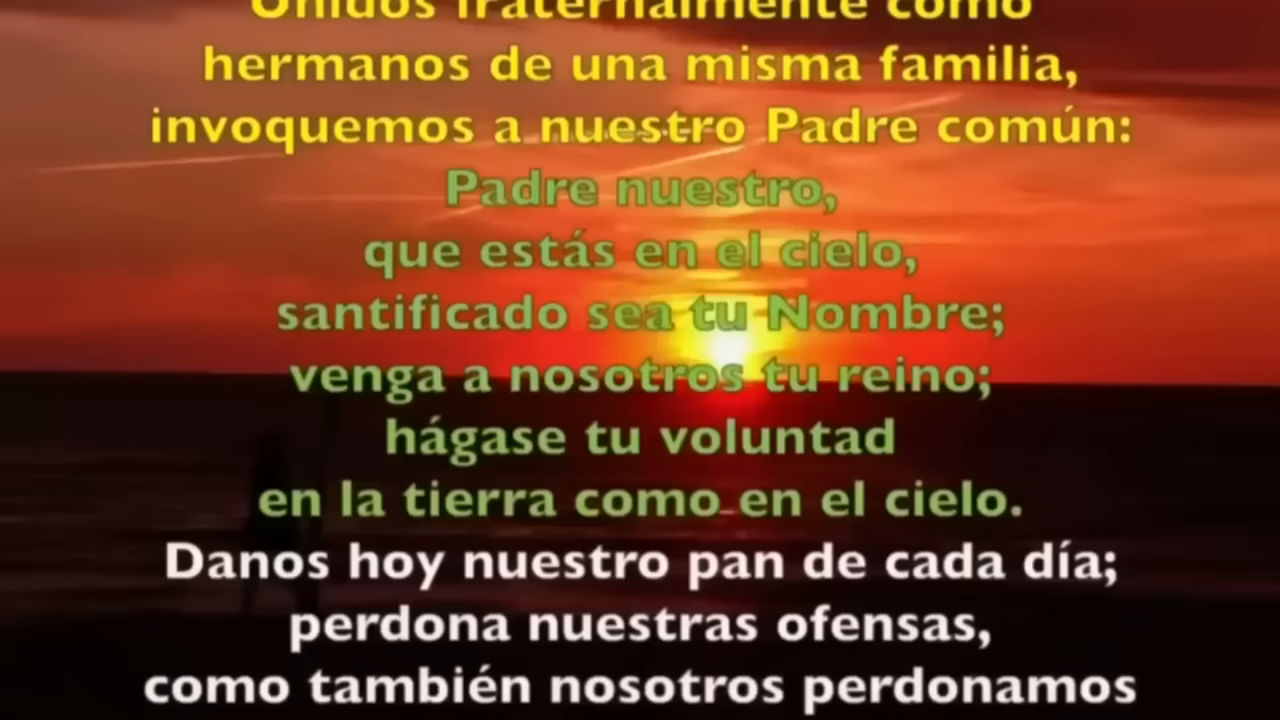 Unidos fraternalmente como
hermanos de una misma familia,
invoquemos a nuestro Padre común:
Padre nuestro,
que estás en el cielo,
santificado sea tu Nombre;
venga a nosotros tu reino;
hágase tu voluntad
en la tierra como en el cielo.
Danos hoy nuestro pan de cada día;
perdona nuestras ofensas,
como también nosotros perdonamos